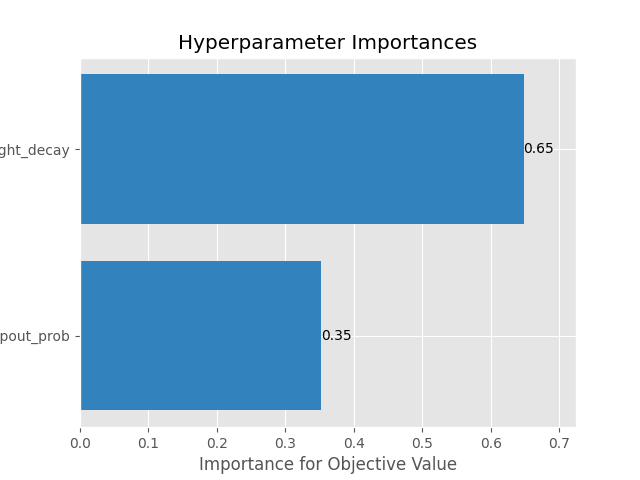 Hyperparameter Importances
ght_decay
0.65
pout_prob
0.35
0.0 0.1 0.2 0.3 0.4 0.5 0.6 0.7
Importance for Objective Value